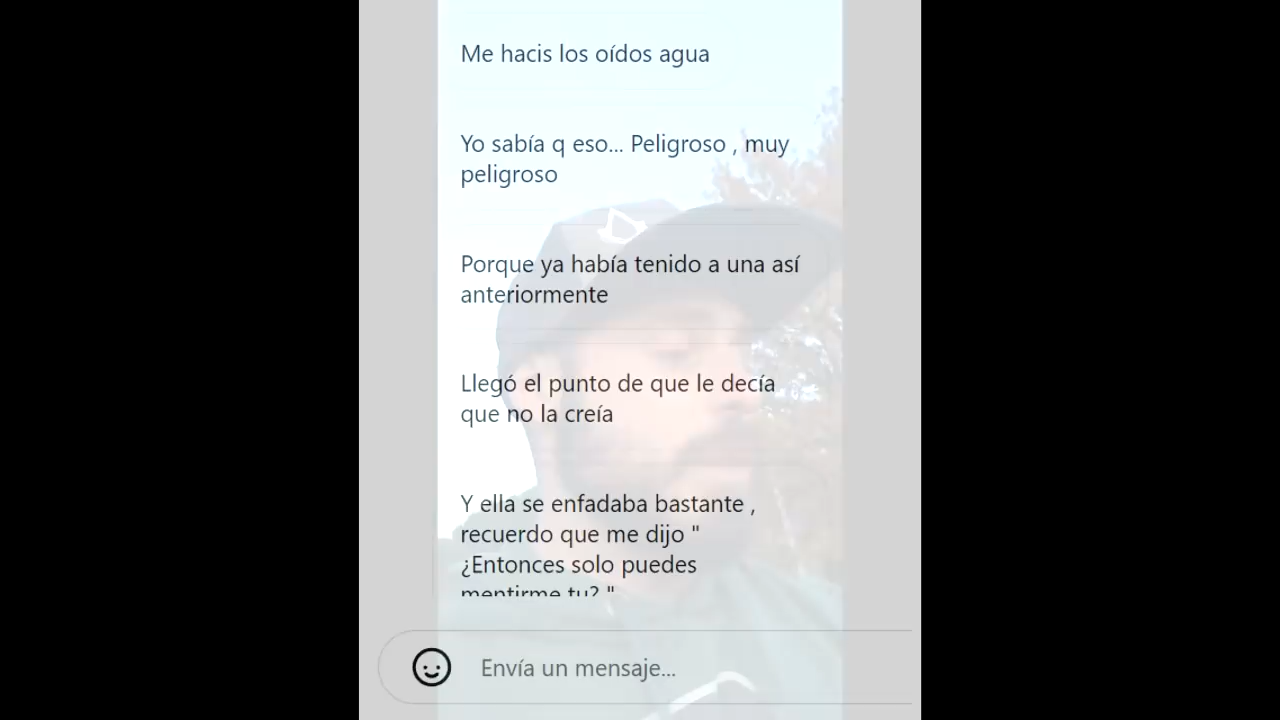 Me hacis los oídos agua
Yo sabía q eso... Peligroso , muy
peligroso
Porque ya había tenido a una así
anteriormente
Llegó el punto de que le decía
que no la creía
Y ella se enfadaba bastante ,
recuerdo que me dijo "
¿Entonces solo puedes
mentirme tu? "
Envía un mensaje...